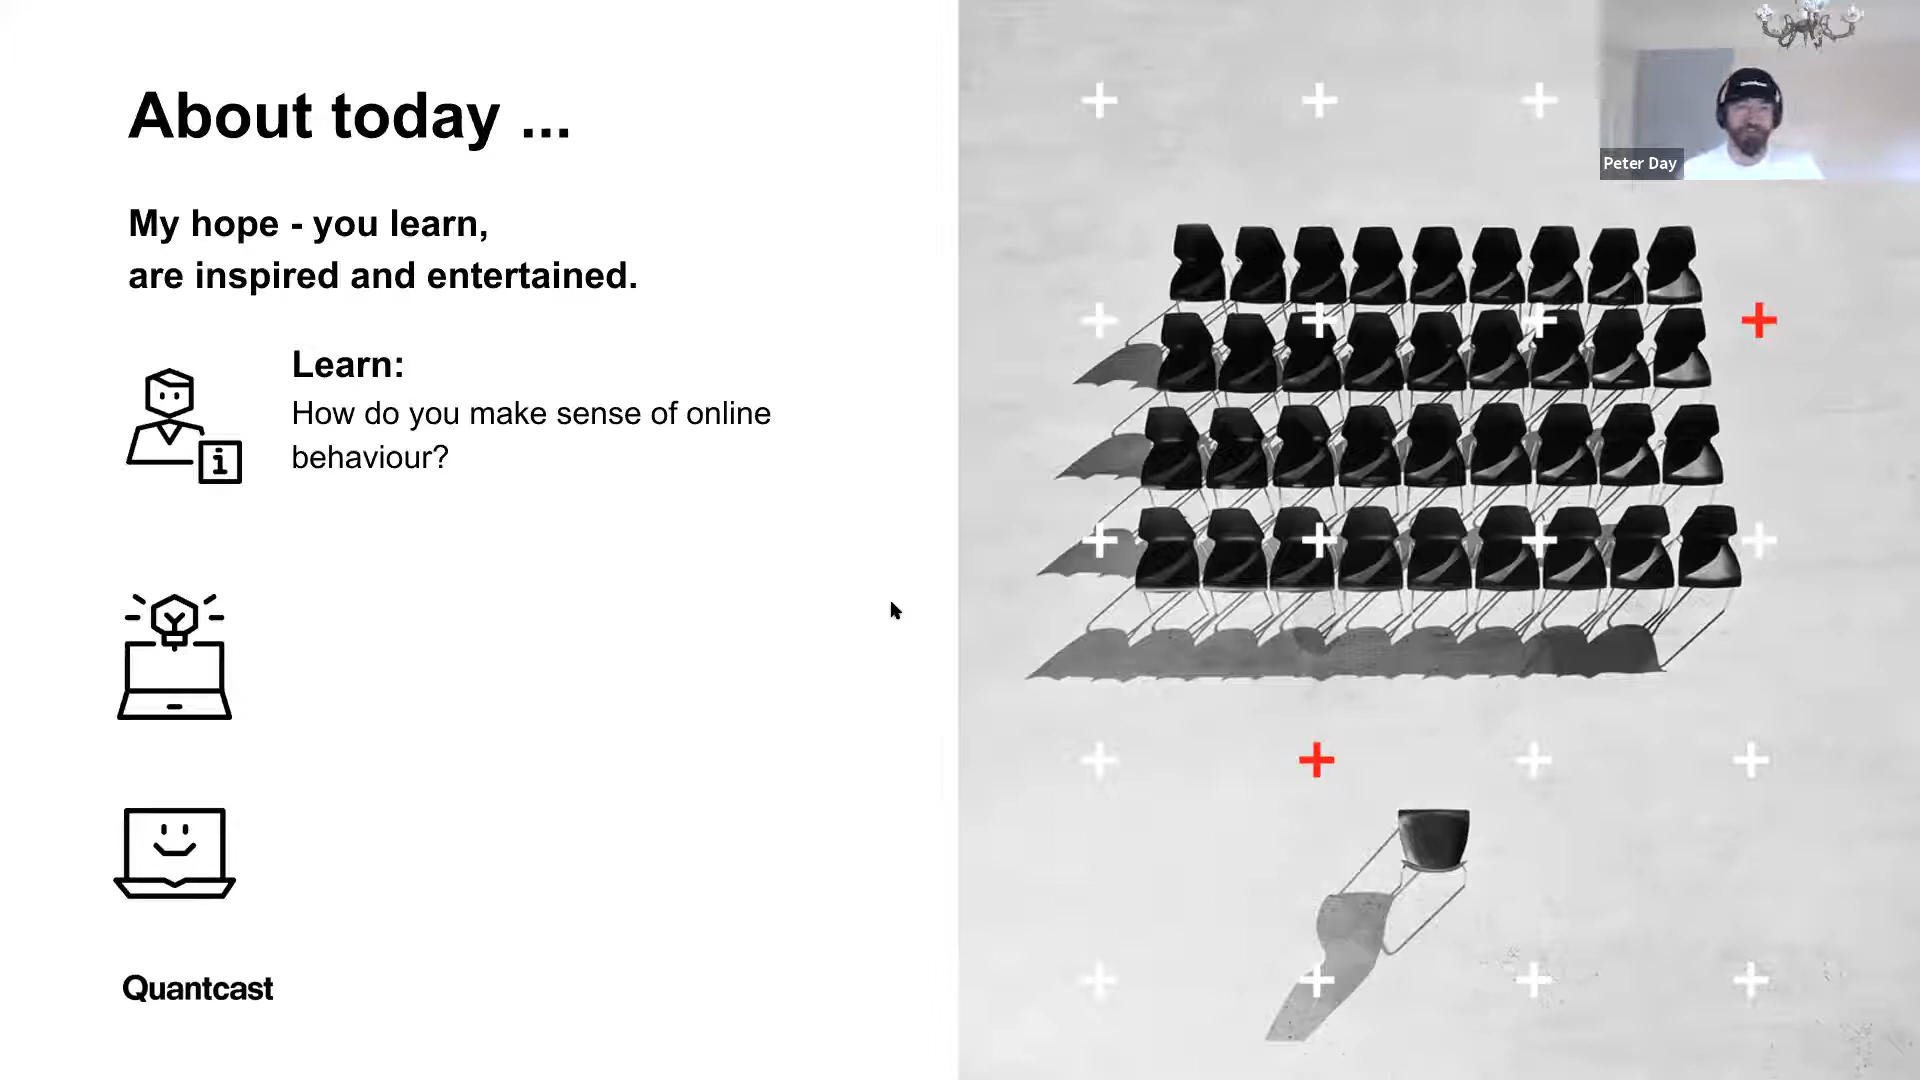 About today ...
My hope - you learn,
are inspired and entertained.
Learn:
How do you make sense of online
behaviour?
i
Quantcast
Peter Day